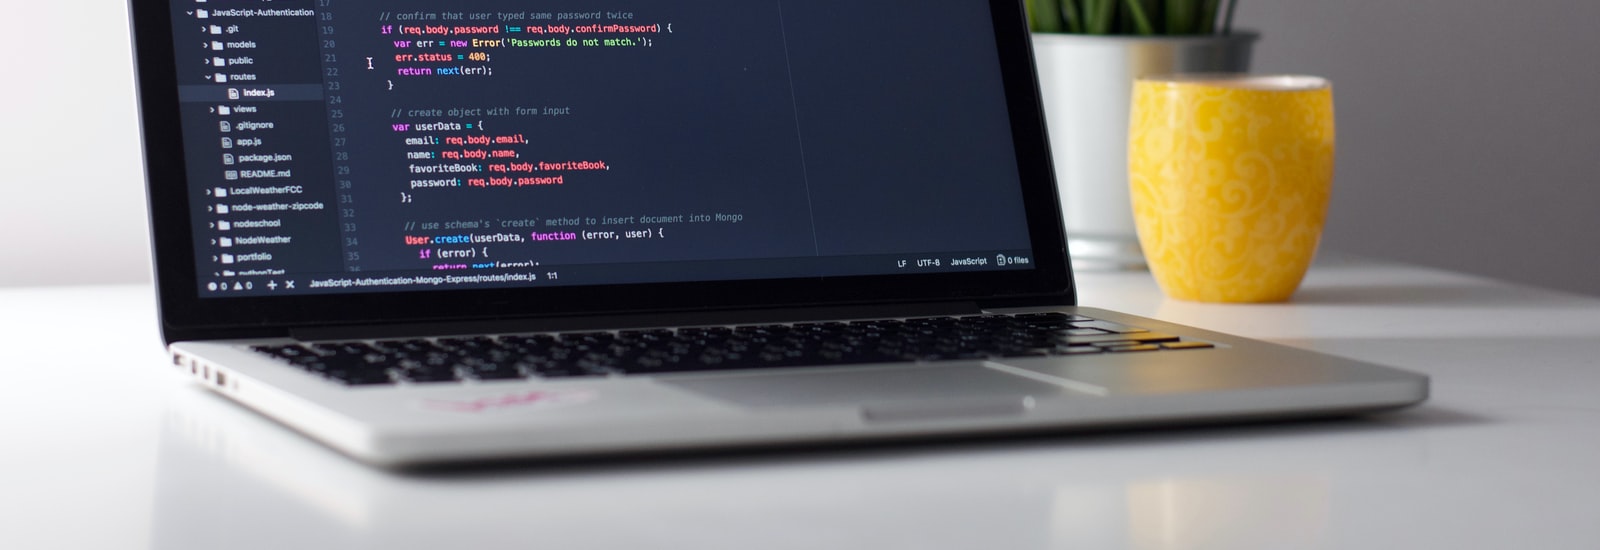 JavaScript-Authentication
.git
models
public
routes
index.js
views
.gitignore
app.js
package.json
README.md
LocalWeatherFCC
node-weather-zipcode
nodeschool
NodeWeather
portfolio
pythonTest
17
18 // confirm that user typed same password twice
19 if (req.body.password !== req.body.confirmPassword) {
20 var err = new Error('Passwords do not match.');
21 err.status = 400;
22 return next(err);
23 }
24
25 // create object with form input
26 var userData = {
27 email: req.body.email,
28 name: req.body.name,
29 favoriteBook: req.body.favoriteBook,
30 password: req.body.password
31 };
32
33 // use schema's `create` method to insert document into Mongo
34 User.create(userData, function (error, user) {
35 if (error) {
36 return next(error);
0 0 + × JavaScript-Authentication-Mongo-Express/routes/index.js 1:1 LF UTF-8 JavaScript 0 files